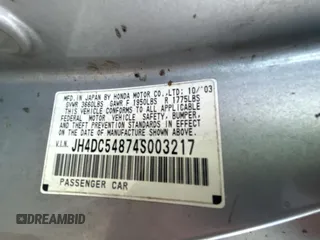 MFD. IN JAPAN BY HONDA MOTOR CO.,LTD: 10/'03
GVWR 3660LBS GAWR F 1950LBS R 1775LBS
THIS VEHICLE CONFORMS TO ALL APPLICABLE
FEDERAL MOTOR VEHICLE SAFETY, BUMPER,
AND THEFT PREVENTION STANDARDS IN EFFECT ON THE
DATE OF MANUFACTURE SHOWN ABOVE.
V.I.N. JH4DC54874S003217
PASSENGER CAR
DREAMBID